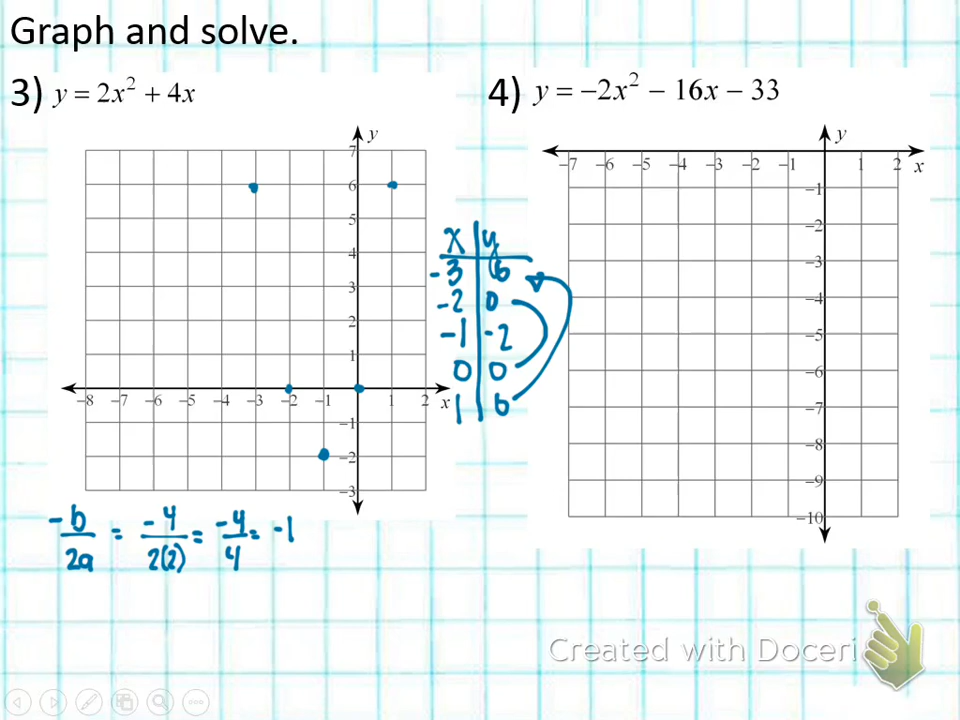 Graph and solve.
3) y = 2x² + 4x
4) y = −2x² − 16x − 33
y
7
6
5
4
3
2
1
−8 −7 −6 −5 −4 −3 −2 −1 1 2 x
−1
−2
−3
x | y
-3 | 6
-2 | 0
-1 | -2
0 | 0
1 | 6
y
−7 −6 −5 −4 −3 −2 −1 1 2 x
−1
−2
−3
−4
−5
−6
−7
−8
−9
−10
-b/2a = -4/2(2) = -4/4 = -1
Created with Doceri